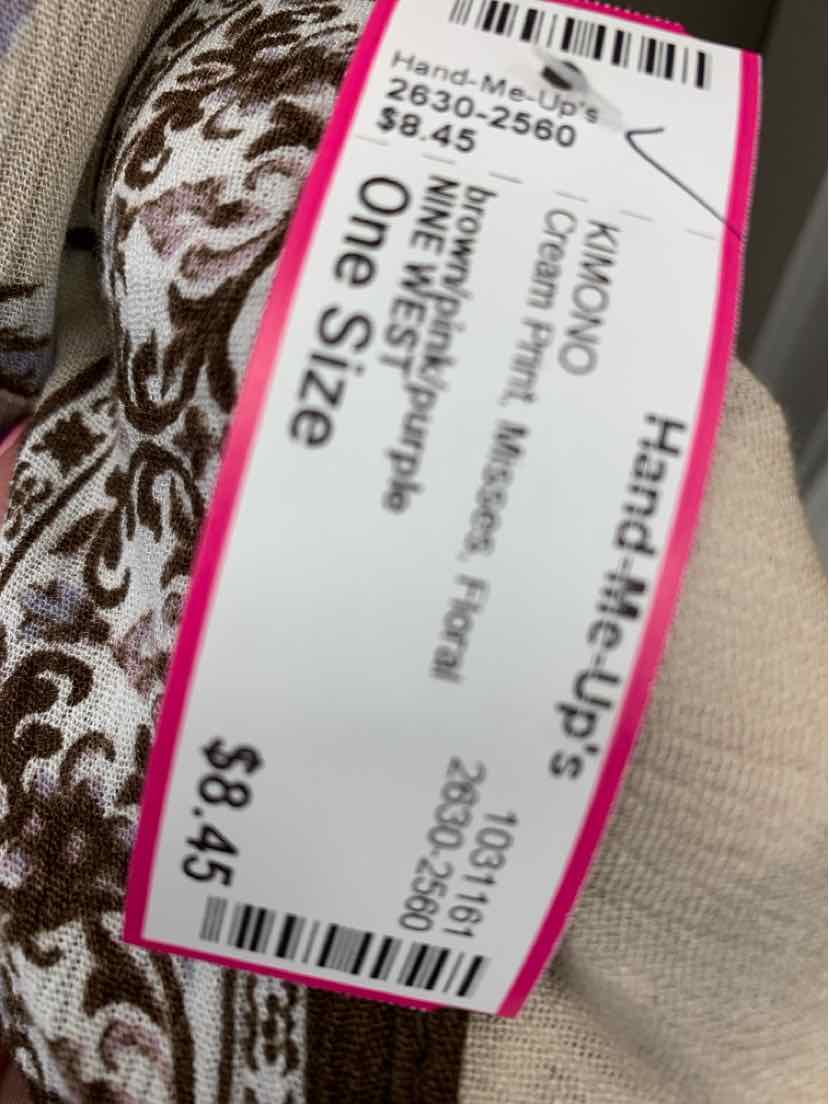 Hand-Me-Up's
2630-2560
$8.45
Hand-Me-Up's
KIMONO
1031161
Cream Print, Misses, Floral
2630-2560
brown/pink/purple
NINE WEST
One Size
$8.45